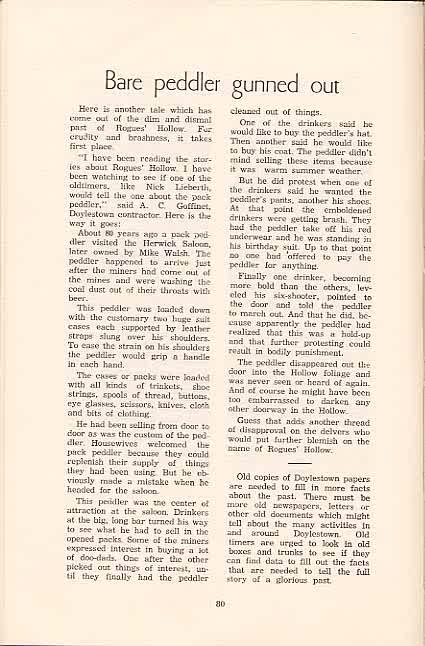 Bare peddler gunned out
Here is another tale which has
come out of the dim and dismal
past of Rogues' Hollow. For
crudity and brashness, it takes
first place.
"I have been reading the stor-
ies about Rogues' Hollow. I have
been watching to see if one of the
oldtimers, like Nick Lieberth,
would tell the one about the pack
peddler," said A. C. Goffinet,
Doylestown contractor. Here is the
way it goes:
About 80 years ago a pack ped-
dler visited the Herwick Saloon,
later owned by Mike Walsh. The
peddler happened to arrive just
after the miners had come out of
the mines and were washing the
coal dust out of their throats with
beer.
This peddler was loaded down
with the customary two huge suit
cases each supported by leather
straps slung over his shoulders.
To ease the strain on his shoulders
the peddler would grip a handle
in each hand.
The cases or packs were loaded
with all kinds of trinkets, shoe
strings, spools of thread, buttons,
eye glasses, scissors, knives, cloth
and bits of clothing.
He had been selling from door to
door as was the custom of the ped-
dler. Housewives welcomed the
pack peddler because they could
replenish their supply of things
they had been using. But he ob-
viously made a mistake when he
headed for the saloon.
This peddler was the center of
attraction at the saloon. Drinkers
at the big, long bar turned his way
to see what he had to sell in the
opened packs. Some of the miners
expressed interest in buying a lot
of doo-dads. One after the other
picked out things of interest, un-
til they finally had the peddler
cleaned out of things.
One of the drinkers said he
would like to buy the peddler's hat.
Then another said he would like
to buy his coat. The peddler didn't
mind selling these items because
it was warm summer weather.
But he did protest when one of
the drinkers said he wanted the
peddler's pants, another his shoes.
At that point the emboldened
drinkers were getting brash. They
had the peddler take off his red
underwear and he was standing in
his birthday suit. Up to that point
no one had offered to pay the
peddler for anything.
Finally one drinker, becoming
more bold than the others, lev-
eled his six-shooter, pointed to
the door and told the peddler
to march out. And that he did, be-
cause apparently the peddler had
realized that this was a hold-up
and that further protesting could
result in bodily punishment.
The peddler disappeared out the
door into the Hollow foliage and
was never seen or heard of again.
And of course he might have been
too embarrassed to darken any
other doorway in the Hollow.
Guess that adds another thread
of disapproval on the delvers who
would put further blemish on the
name of Rogues' Hollow.
Old copies of Doylestown papers
are needed to fill in more facts
about the past. There must be
more old newspapers, letters or
other old documents which might
tell about the many activities in
and around Doylestown. Old
timers are urged to look in old
boxes and trunks to see if they
can find data to fill out the facts
that are needed to tell the full
story of a glorious past.
80